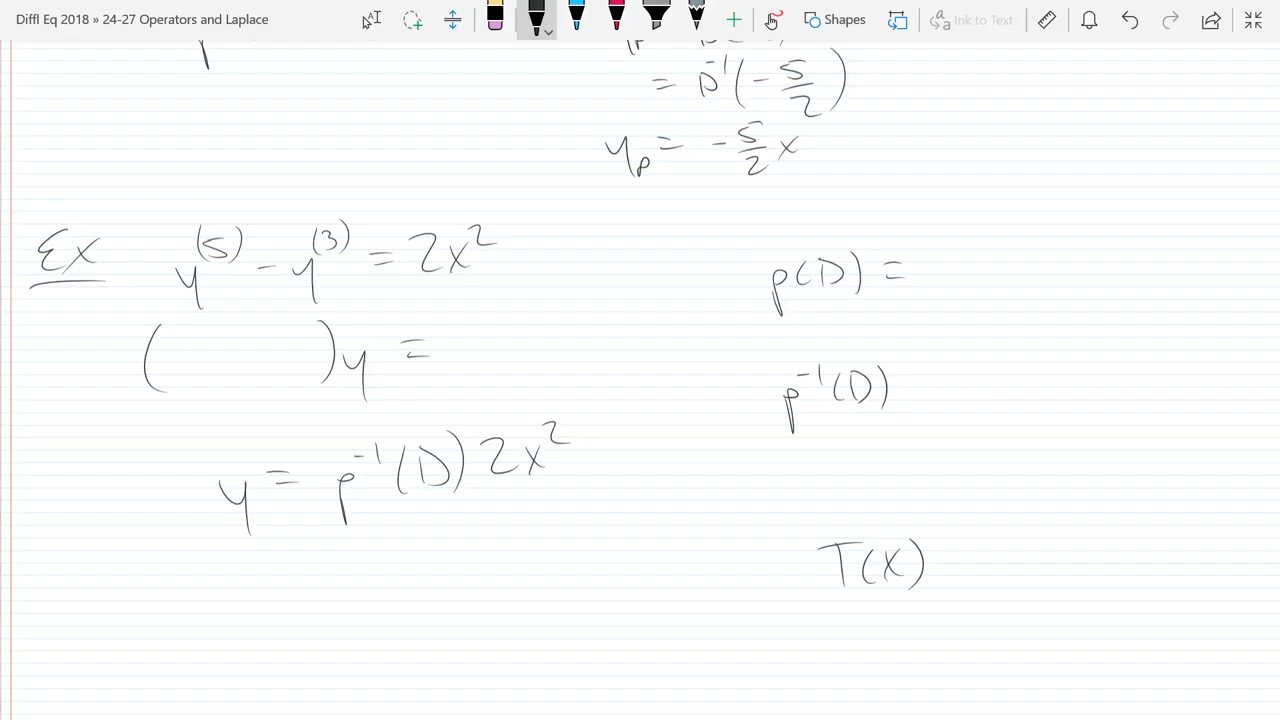 Diffl Eq 2018 » 24-27 Operators and Laplace
Shapes
Ink to Text
= D⁻¹(-5/2)
y_p = -5/2 x
Ex y^(5) - y^(3) = 2x²
( )y =
y = p⁻¹(D) 2x²
p(D) =
p⁻¹(D)
T(x)